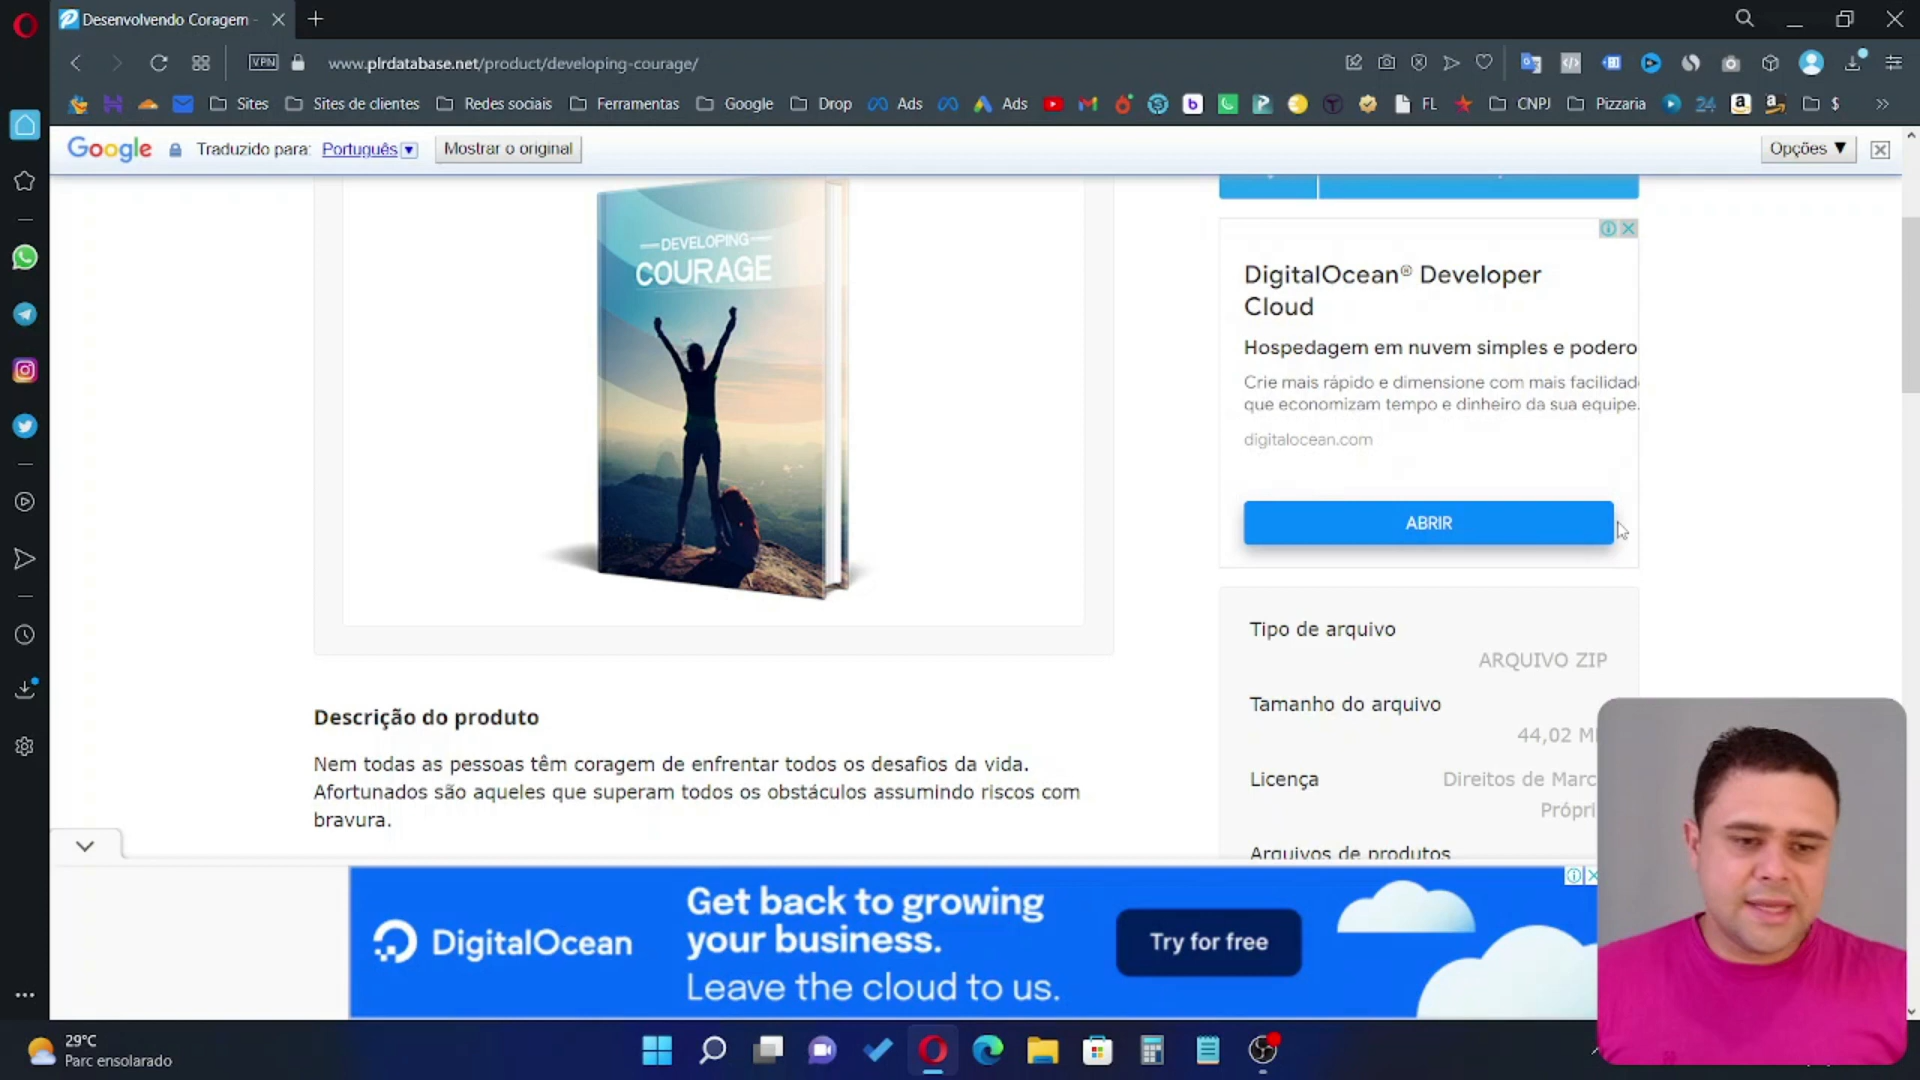 Desenvolvendo Coragem -
VPN
www.plrdatabase.net/product/developing-courage/
Sites
Sites de clientes
Redes sociais
Ferramentas
Google
Drop
Ads
Ads
FL
CNPJ
Pizzaria
24
$
Google
Traduzido para:
Português
Mostrar o original
Opções ▼
DEVELOPING
COURAGE
DigitalOcean® Developer
Cloud
Hospedagem em nuvem simples e podero
Crie mais rápido e dimensione com mais facilidad
que economizam tempo e dinheiro da sua equipe.
digitalocean.com
ABRIR
Tipo de arquivo
ARQUIVO ZIP
Tamanho do arquivo
44,02 M
Licença
Direitos de Marc
Própri
Arquivos de produtos
Descrição do produto
Nem todas as pessoas têm coragem de enfrentar todos os desafios da vida.
Afortunados são aqueles que superam todos os obstáculos assumindo riscos com
bravura.
DigitalOcean
Get back to growing
your business.
Leave the cloud to us.
Try for free
29°C
Parc ensolarado